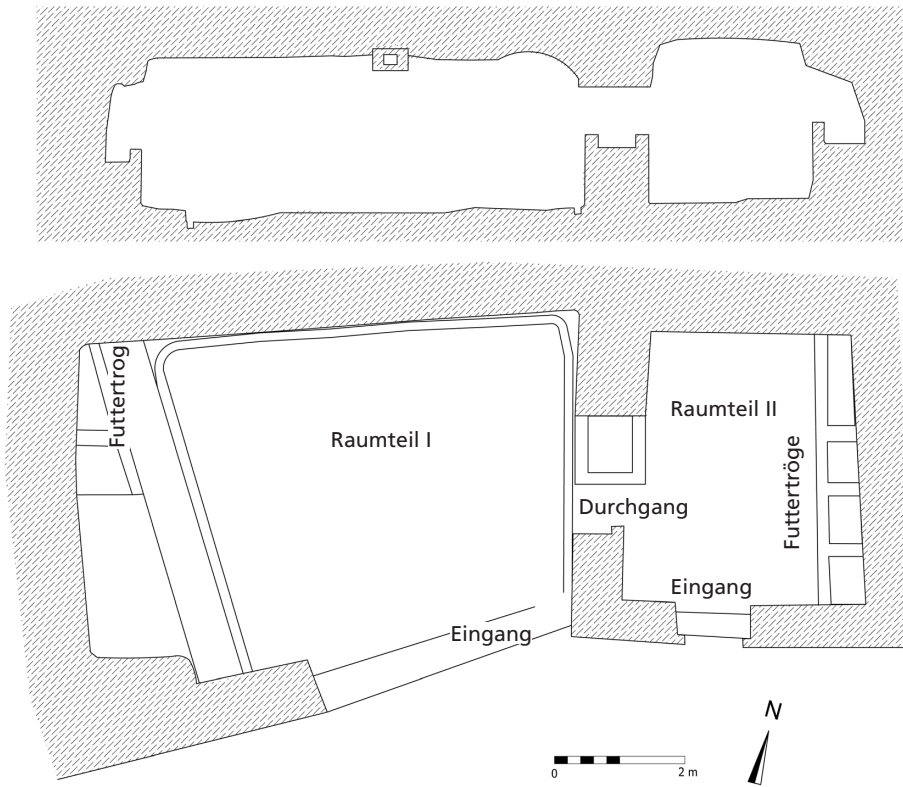 Futtertrog
Raumteil I
Raumteil II
Durchgang
Futtertröge
Eingang
Eingang
N
0
2 m